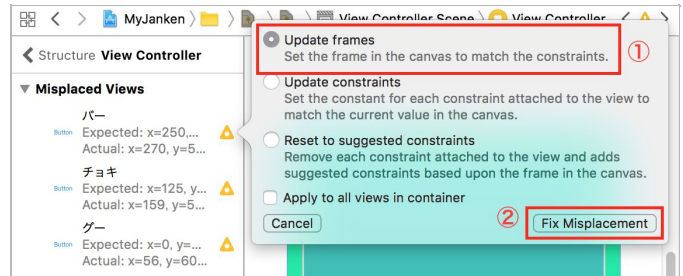 MyJanken
View Controller Scene
View Controller
Structure View Controller
Misplaced Views
バー
Button
Expected: x=250,...
Actual: x=270, y=5...
チョキ
Button
Expected: x=125, y...
Actual: x=159, y=5...
グー
Button
Expected: x=0, y=...
Actual: x=56, y=60...
Update frames
Set the frame in the canvas to match the constraints.
①
Update constraints
Set the constant for each constraint attached to the view to
match the current value in the canvas.
Reset to suggested constraints
Remove each constraint attached to the view and adds
suggested constraints based upon the frame in the canvas.
Apply to all views in container
Cancel
②
Fix Misplacement